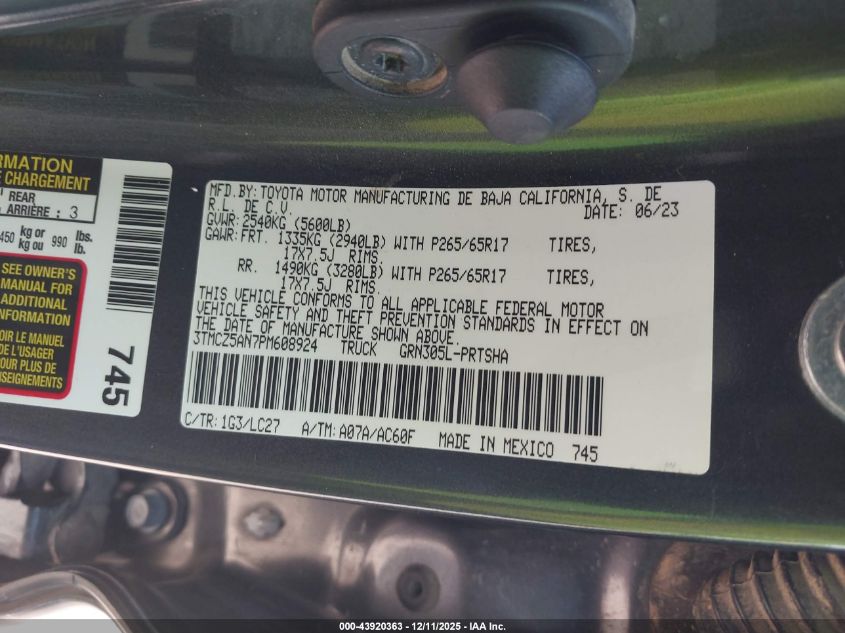 RMATION
E CHARGEMENT
REAR
ARRIÈRE : 3
450 kg or kg ou 990 lbs. lb.
SEE OWNER'S
MANUAL FOR
ADDITIONAL
INFORMATION
OIR LE MANUEL
DE L'USAGER
POUR PLUS DE
ENSEIGNEMENTS
745
MFD. BY: TOYOTA MOTOR MANUFACTURING DE BAJA CALIFORNIA, S. DE
R.L. DE C.V. DATE: 06/23
GVWR: 2540KG (5600LB)
GAWR: FRT. 1335KG (2940LB) WITH P265/65R17 TIRES,
17X7.5J RIMS.
RR. 1490KG (3280LB) WITH P265/65R17 TIRES,
17X7.5J RIMS.
THIS VEHICLE CONFORMS TO ALL APPLICABLE FEDERAL MOTOR
VEHICLE SAFETY AND THEFT PREVENTION STANDARDS IN EFFECT ON
THE DATE OF MANUFACTURE SHOWN ABOVE.
3TMCZ5AN7PM608924 TRUCK GRN305L-PRTSHA
C/TR: 1G3/LC27 A/TM: A07A/AC60F MADE IN MEXICO 745
000-43920363 - 12/11/2025 - IAA Inc.